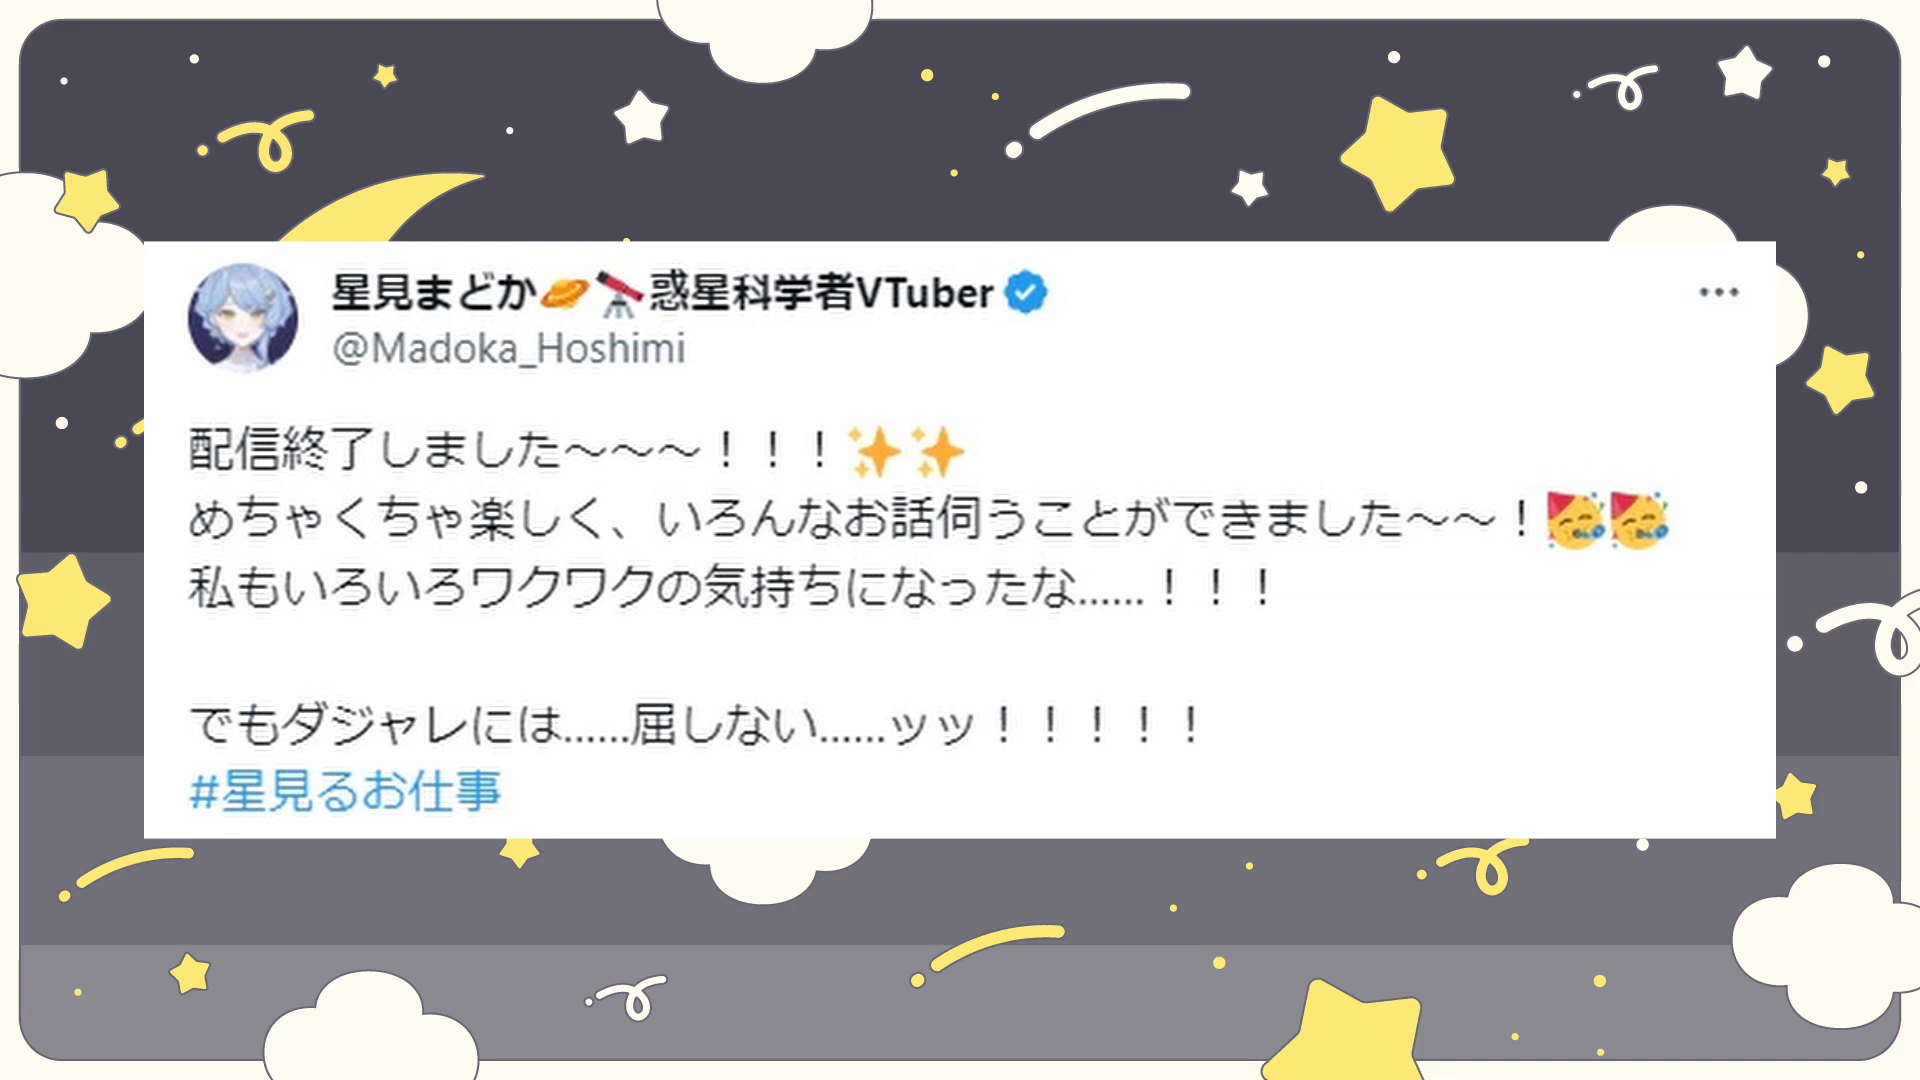 星見まどか🪐🔭惑星科学者VTuber
@Madoka_Hoshimi
配信終了しました～～～！！！✨✨
めちゃくちゃ楽しく、いろんなお話伺うことができました～～！🥳🥳
私もいろいろワクワクの気持ちになったな……！！！
でもダジャレには……屈しない……ッッ！！！！！
#星見るお仕事